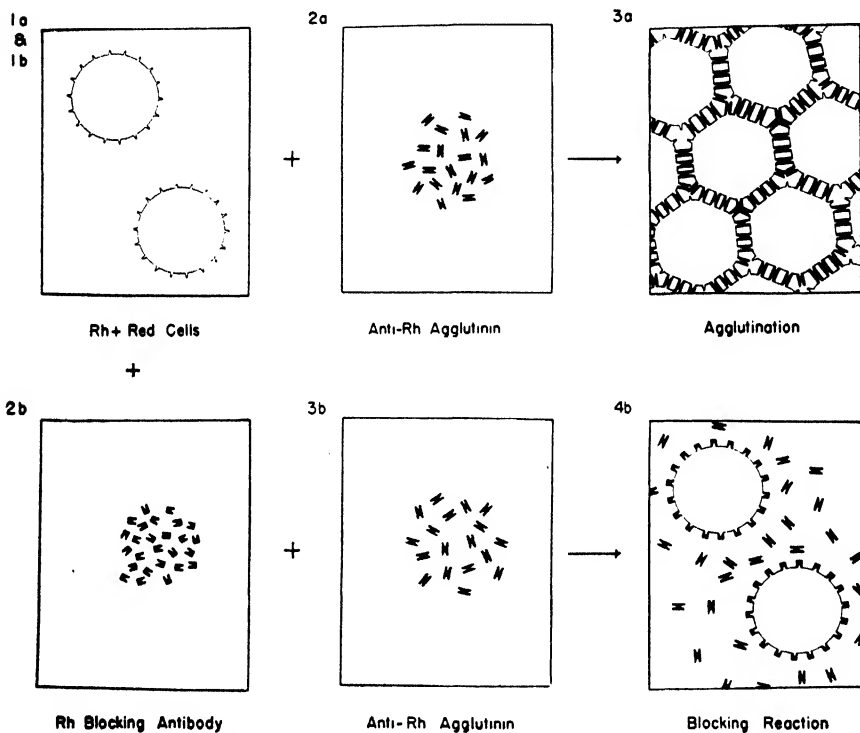 1a
&
1b
2a
3a
+
Rh+ Red Cells
Anti-Rh Agglutinin
Agglutination
+
2b
3b
4b
+
Rh Blocking Antibody
Anti-Rh Agglutinin
Blocking Reaction